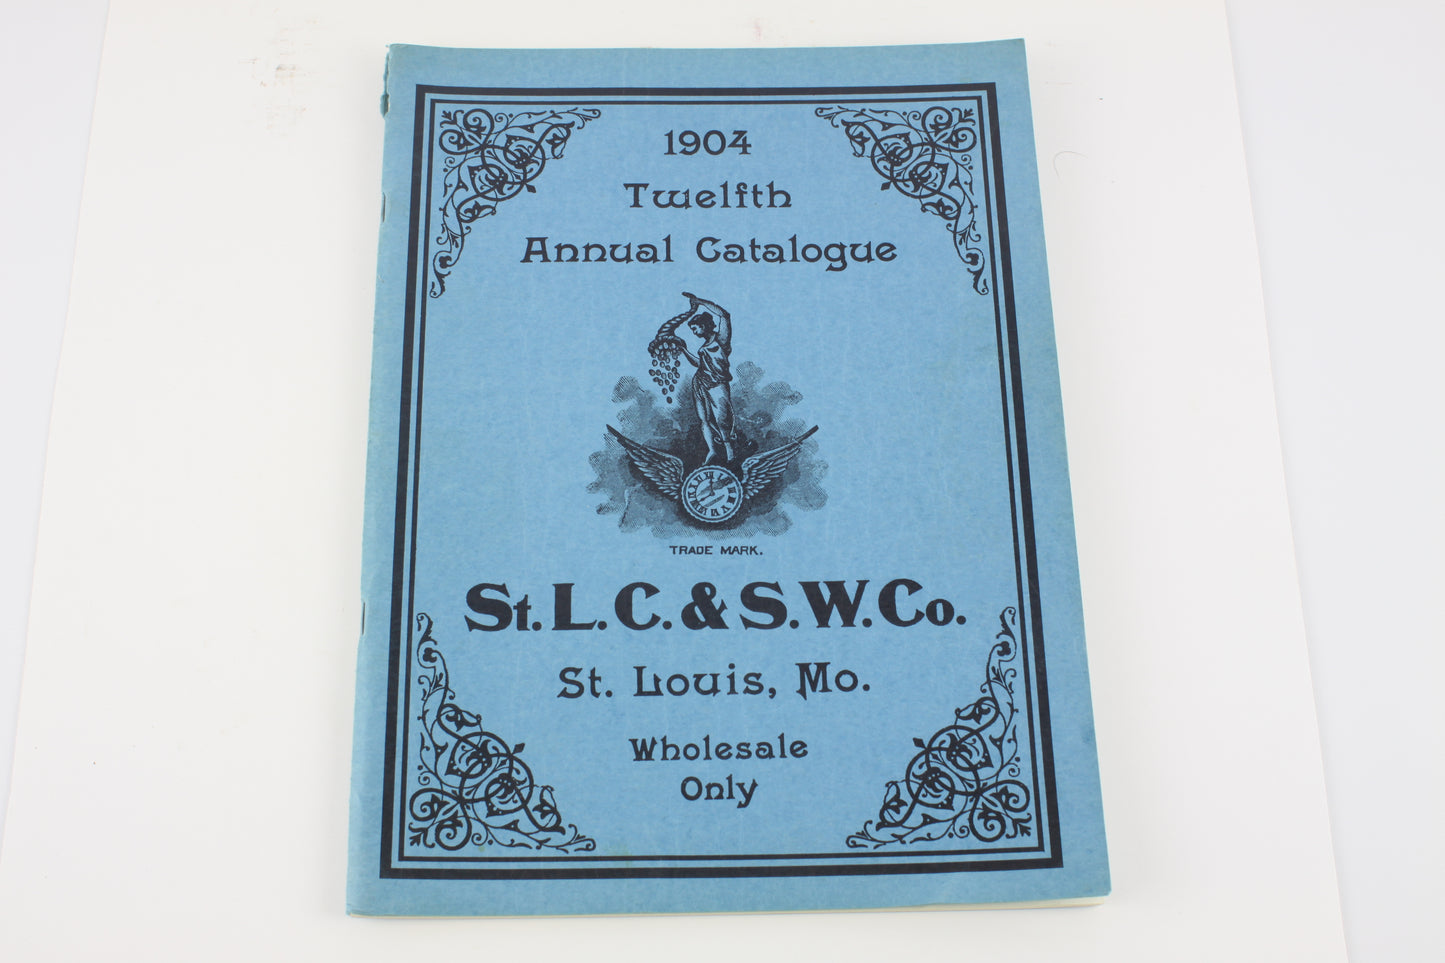 1904
Twelfth
Annual Catalogue
TRADE MARK.
St. L. C. & S. W. Co.
St. Louis, Mo.
Wholesale
Only